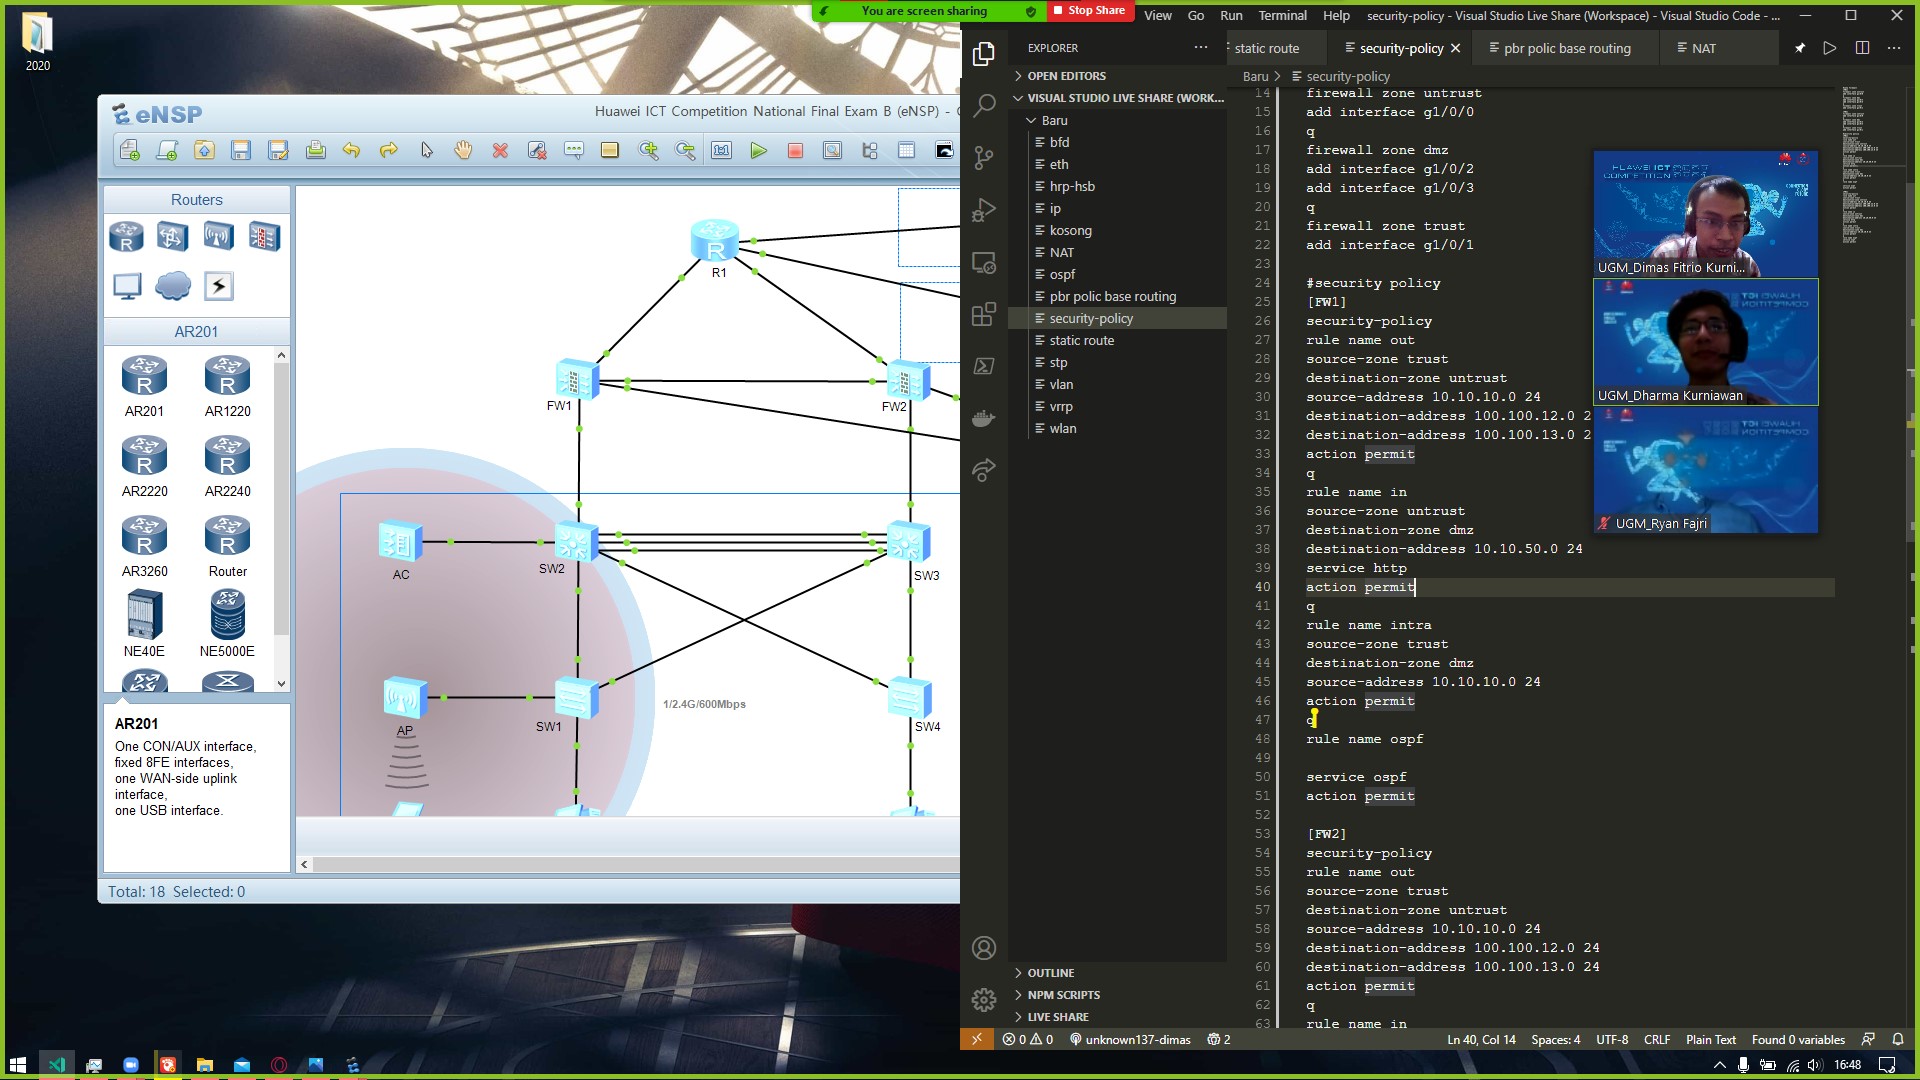 You are screen sharing
Stop Share
View Go Run Terminal Help security-policy - Visual Studio Live Share (Workspace) - Visual Studio Code - ...
2020
eNSP
Huawei ICT Competition National Final Exam B (eNSP) -
Routers
AR201
AR201
AR1220
AR2220
AR2240
AR3260
Router
NE40E
NE5000E
AR201
One CON/AUX interface,
fixed 8FE interfaces,
one WAN-side uplink
interface,
one USB interface.
Total: 18 Selected: 0
R1
FW1
FW2
AC
SW2
SW3
AP
SW1
1/2.4G/600Mbps
SW4
EXPLORER
OPEN EDITORS
VISUAL STUDIO LIVE SHARE (WORK...
Baru
bfd
eth
hrp-hsb
ip
kosong
NAT
ospf
pbr polic base routing
security-policy
static route
stp
vlan
vrrp
wlan
OUTLINE
NPM SCRIPTS
LIVE SHARE
static route
security-policy
pbr polic base routing
NAT
Baru > security-policy
14 firewall zone untrust
15 add interface g1/0/0
16 q
17 firewall zone dmz
18 add interface g1/0/2
19 add interface g1/0/3
20 q
21 firewall zone trust
22 add interface g1/0/1
23
24 #security policy
25 [FW1]
26 security-policy
27 rule name out
28 source-zone trust
29 destination-zone untrust
30 source-address 10.10.10.0 24
31 destination-address 100.100.12.0 2
32 destination-address 100.100.13.0 2
33 action permit
34 q
35 rule name in
36 source-zone untrust
37 destination-zone dmz
38 destination-address 10.10.50.0 24
39 service http
40 action permit
41 q
42 rule name intra
43 source-zone trust
44 destination-zone dmz
45 source-address 10.10.10.0 24
46 action permit
47 q
48 rule name ospf
49
50 service ospf
51 action permit
52
53 [FW2]
54 security-policy
55 rule name out
56 source-zone trust
57 destination-zone untrust
58 source-address 10.10.10.0 24
59 destination-address 100.100.12.0 24
60 destination-address 100.100.13.0 24
61 action permit
62 q
63 rule name in
HUAWEI ICT
COMPETITION
UGM_Dimas Fitrio Kurni...
UGM_Dharma Kurniawan
UGM_Ryan Fajri
0 0 unknown137-dimas 2
Ln 40, Col 14 Spaces: 4 UTF-8 CRLF Plain Text Found 0 variables
16:48